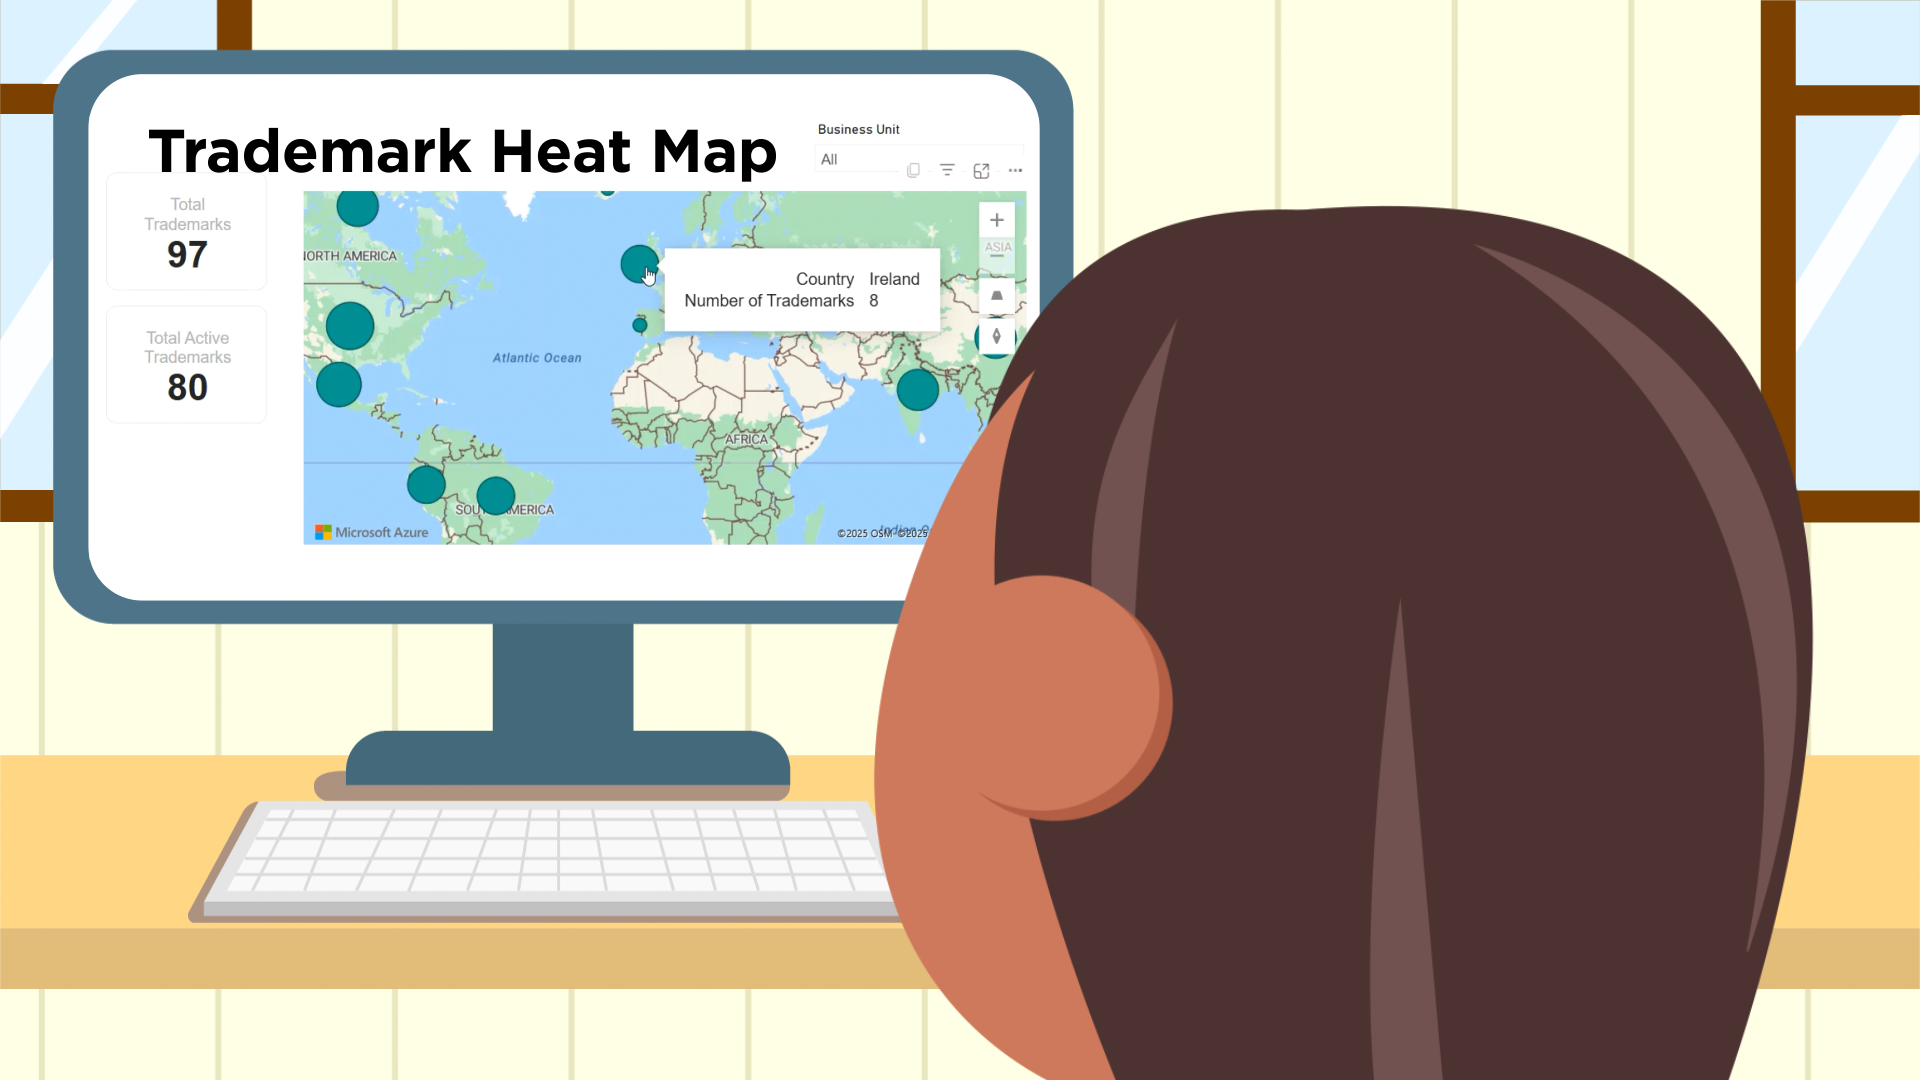 Trademark Heat Map
Business Unit
All
Total
Trademarks
97
Total Active
Trademarks
80
NORTH AMERICA
ASIA
Country Ireland
Number of Trademarks 8
Atlantic Ocean
AFRICA
SOUTH AMERICA
Microsoft Azure
©2025 OSM ©2025
Indian